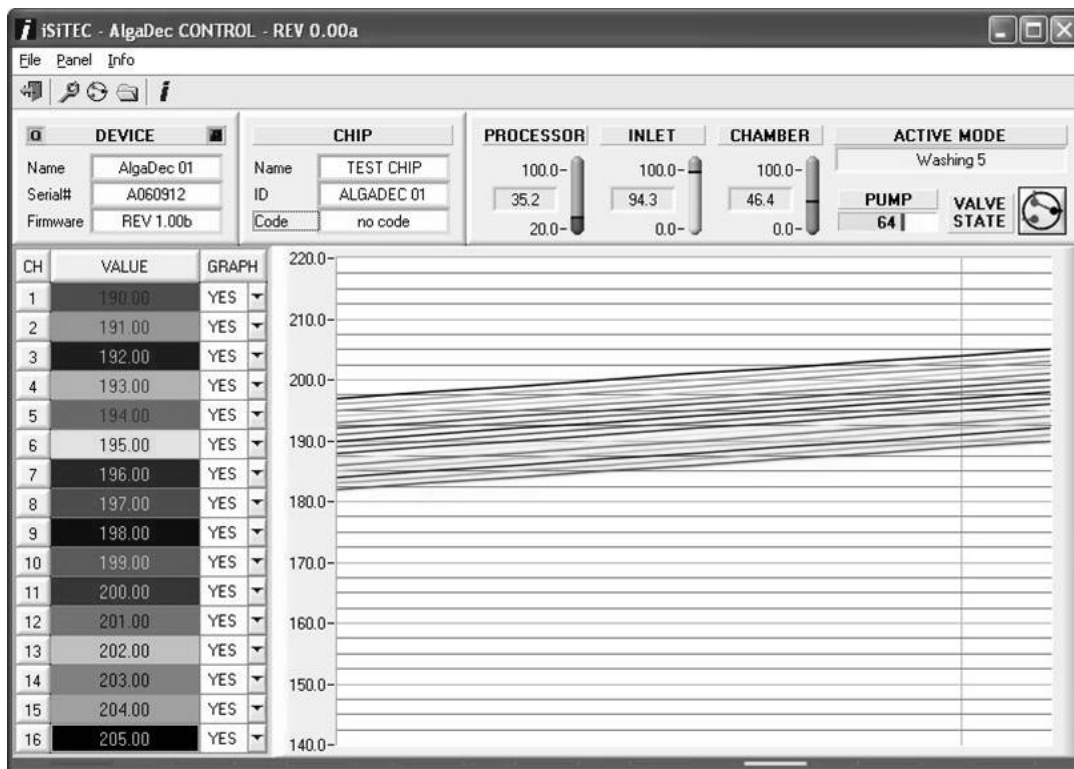 i iSiTEC - AlgaDec CONTROL - REV 0.00a
File Panel Info
i
DEVICE
Name AlgaDec 01
Serial# A060912
Firmware REV 1.00b
CHIP
Name TEST CHIP
ID ALGADEC 01
Code no code
PROCESSOR
100.0-
35.2
20.0-
INLET
100.0-
94.3
0.0-
CHAMBER
100.0-
46.4
0.0-
ACTIVE MODE
Washing 5
PUMP
64
VALVE
STATE
CH VALUE GRAPH
1 190.00 YES
2 191.00 YES
3 192.00 YES
4 193.00 YES
5 194.00 YES
6 195.00 YES
7 196.00 YES
8 197.00 YES
9 198.00 YES
10 199.00 YES
11 200.00 YES
12 201.00 YES
13 202.00 YES
14 203.00 YES
15 204.00 YES
16 205.00 YES
220.0-
210.0-
200.0-
190.0-
180.0-
170.0-
160.0-
150.0-
140.0-